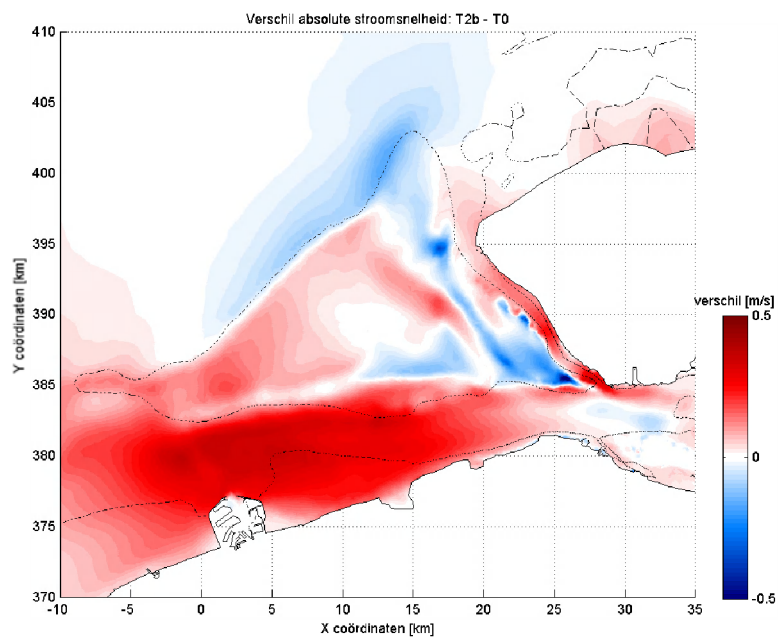 Verschil absolute stroomsnelheid: T2b - T0
410
405
400
395
390
385
380
375
370
Y coördinaten [km]
-10 -5 0 5 10 15 20 25 30 35
X coördinaten [km]
verschil [m/s]
0.5
0
-0.5